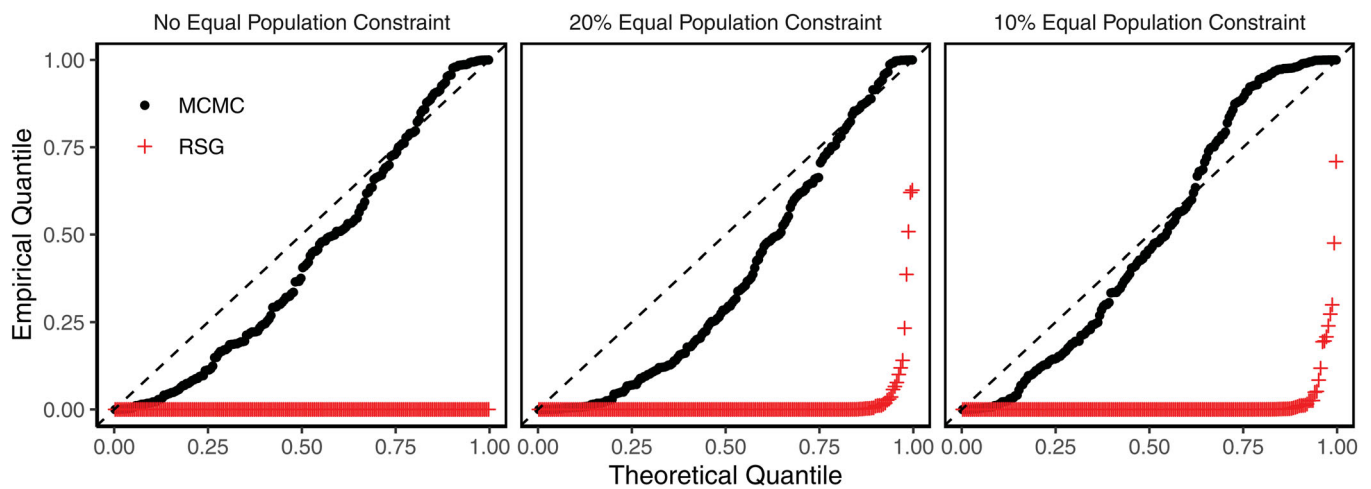 No Equal Population Constraint
20% Equal Population Constraint
10% Equal Population Constraint
Empirical Quantile
1.00
0.75
0.50
0.25
0.00
MCMC
RSG
0.00 0.25 0.50 0.75 1.00
0.00 0.25 0.50 0.75 1.00
0.00 0.25 0.50 0.75 1.00
Theoretical Quantile